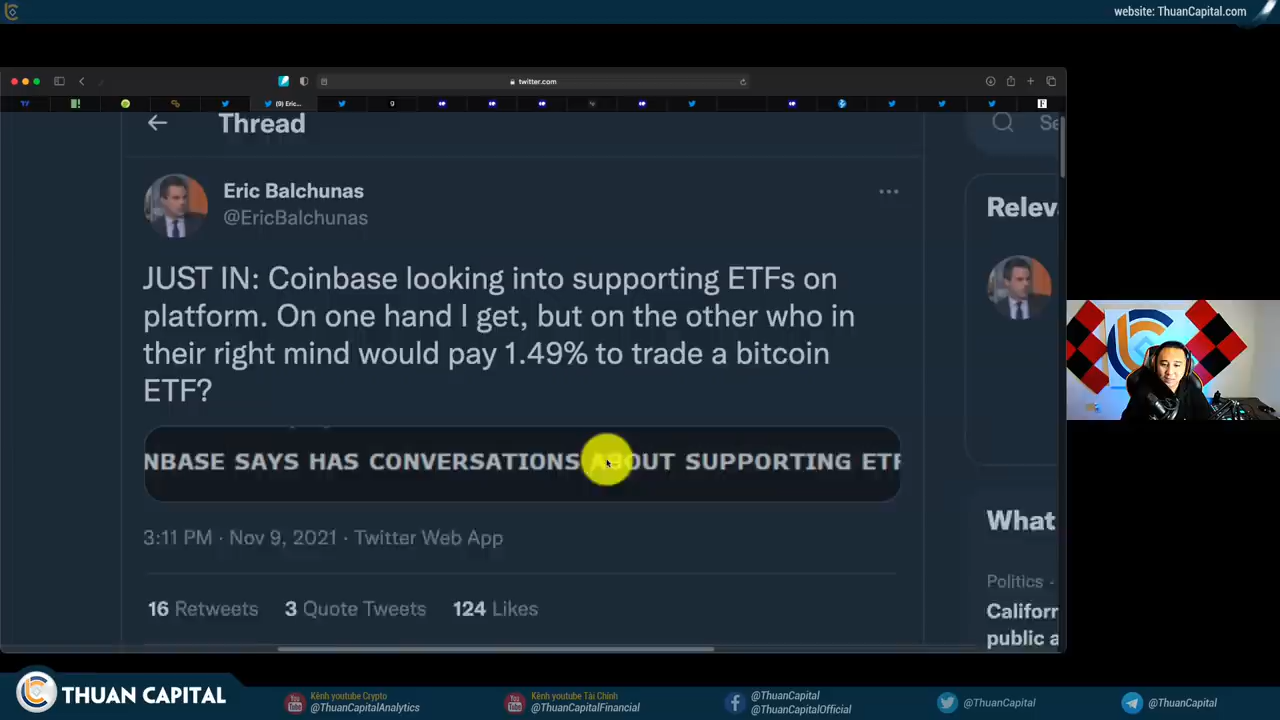 website: ThuanCapital.com
twitter.com
(9) Eric...
Thread
Eric Balchunas
@EricBalchunas
JUST IN: Coinbase looking into supporting ETFs on
platform. On one hand I get, but on the other who in
their right mind would pay 1.49% to trade a bitcoin
ETF?
NBASE SAYS HAS CONVERSATIONS ABOUT SUPPORTING ETF
3:11 PM · Nov 9, 2021 · Twitter Web App
16 Retweets 3 Quote Tweets 124 Likes
Se
Relev
What
Politics ·
Californ
public a
THUAN CAPITAL
Kênh youtube Crypto
@ThuanCapitalAnalytics
Kênh youtube Tài Chính
@ThuanCapitalFinancial
@ThuanCapital
@ThuanCapitalOfficial
@ThuanCapital
@ThuanCapital